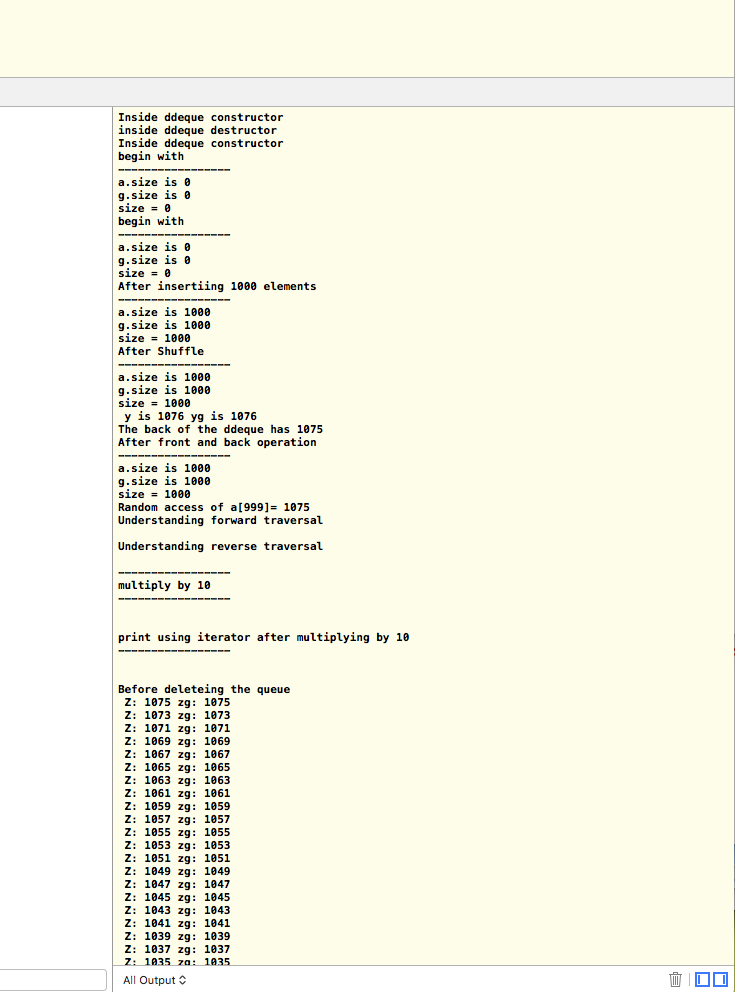 Inside ddeque constructor
inside ddeque destructor
Inside ddeque constructor
begin with
-----------------
a.size is 0
g.size is 0
size = 0
begin with
-----------------
a.size is 0
g.size is 0
size = 0
After insertiing 1000 elements
-----------------
a.size is 1000
g.size is 1000
size = 1000
After Shuffle
-----------------
a.size is 1000
g.size is 1000
size = 1000
y is 1076 yg is 1076
The back of the ddeque has 1075
After front and back operation
-----------------
a.size is 1000
g.size is 1000
size = 1000
Random access of a[999]= 1075
Understanding forward traversal
Understanding reverse traversal
-----------------
multiply by 10
-----------------
print using iterator after multiplying by 10
-----------------
Before deleteing the queue
Z: 1075 zg: 1075
Z: 1073 zg: 1073
Z: 1071 zg: 1071
Z: 1069 zg: 1069
Z: 1067 zg: 1067
Z: 1065 zg: 1065
Z: 1063 zg: 1063
Z: 1061 zg: 1061
Z: 1059 zg: 1059
Z: 1057 zg: 1057
Z: 1055 zg: 1055
Z: 1053 zg: 1053
Z: 1051 zg: 1051
Z: 1049 zg: 1049
Z: 1047 zg: 1047
Z: 1045 zg: 1045
Z: 1043 zg: 1043
Z: 1041 zg: 1041
Z: 1039 zg: 1039
Z: 1037 zg: 1037
Z: 1035 zg: 1035
All Output